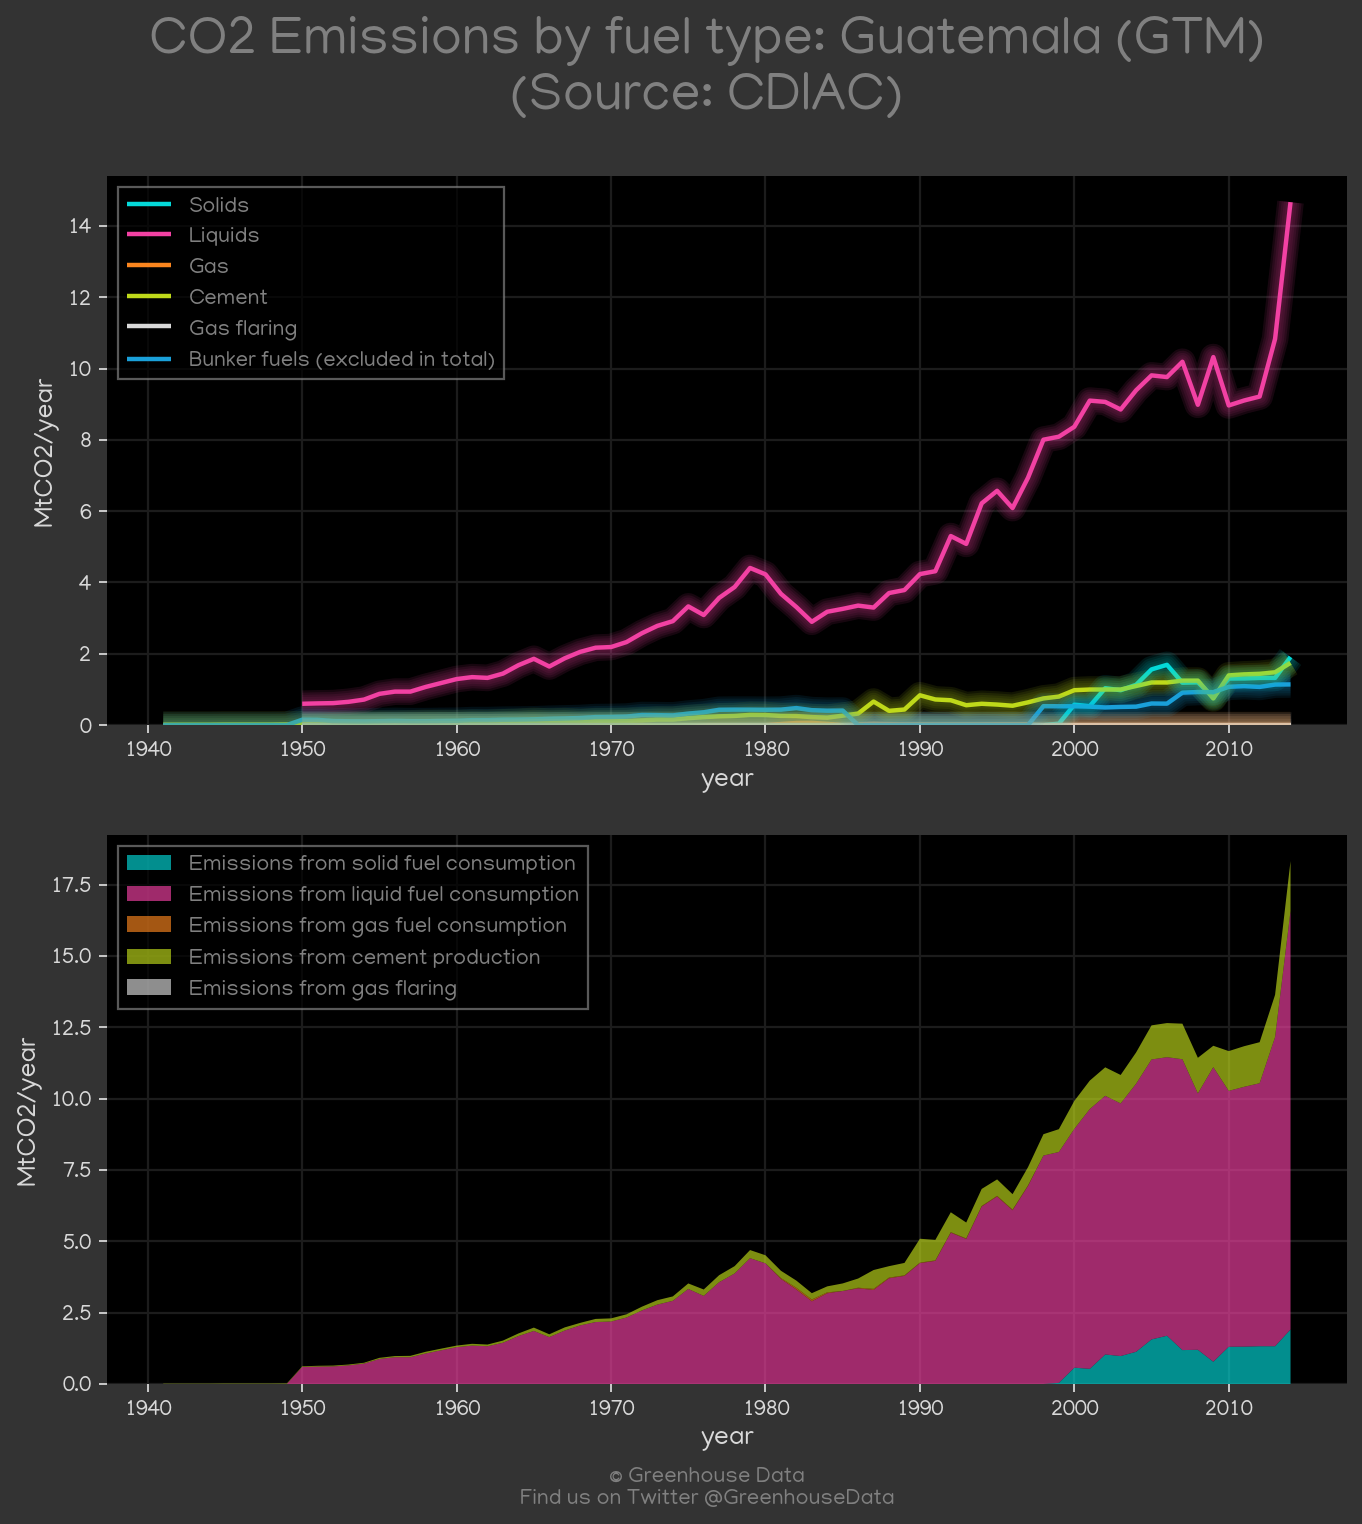 CO2 Emissions by fuel type: Guatemala (GTM)
(Source: CDIAC)
Solids
Liquids
Gas
Cement
Gas flaring
Bunker fuels (excluded in total)
14
12
10
8
6
4
2
0
MtCO2/year
1940 1950 1960 1970 1980 1990 2000 2010
year
Emissions from solid fuel consumption
Emissions from liquid fuel consumption
Emissions from gas fuel consumption
Emissions from cement production
Emissions from gas flaring
17.5
15.0
12.5
10.0
7.5
5.0
2.5
0.0
MtCO2/year
1940 1950 1960 1970 1980 1990 2000 2010
year
© Greenhouse Data
Find us on Twitter @GreenhouseData